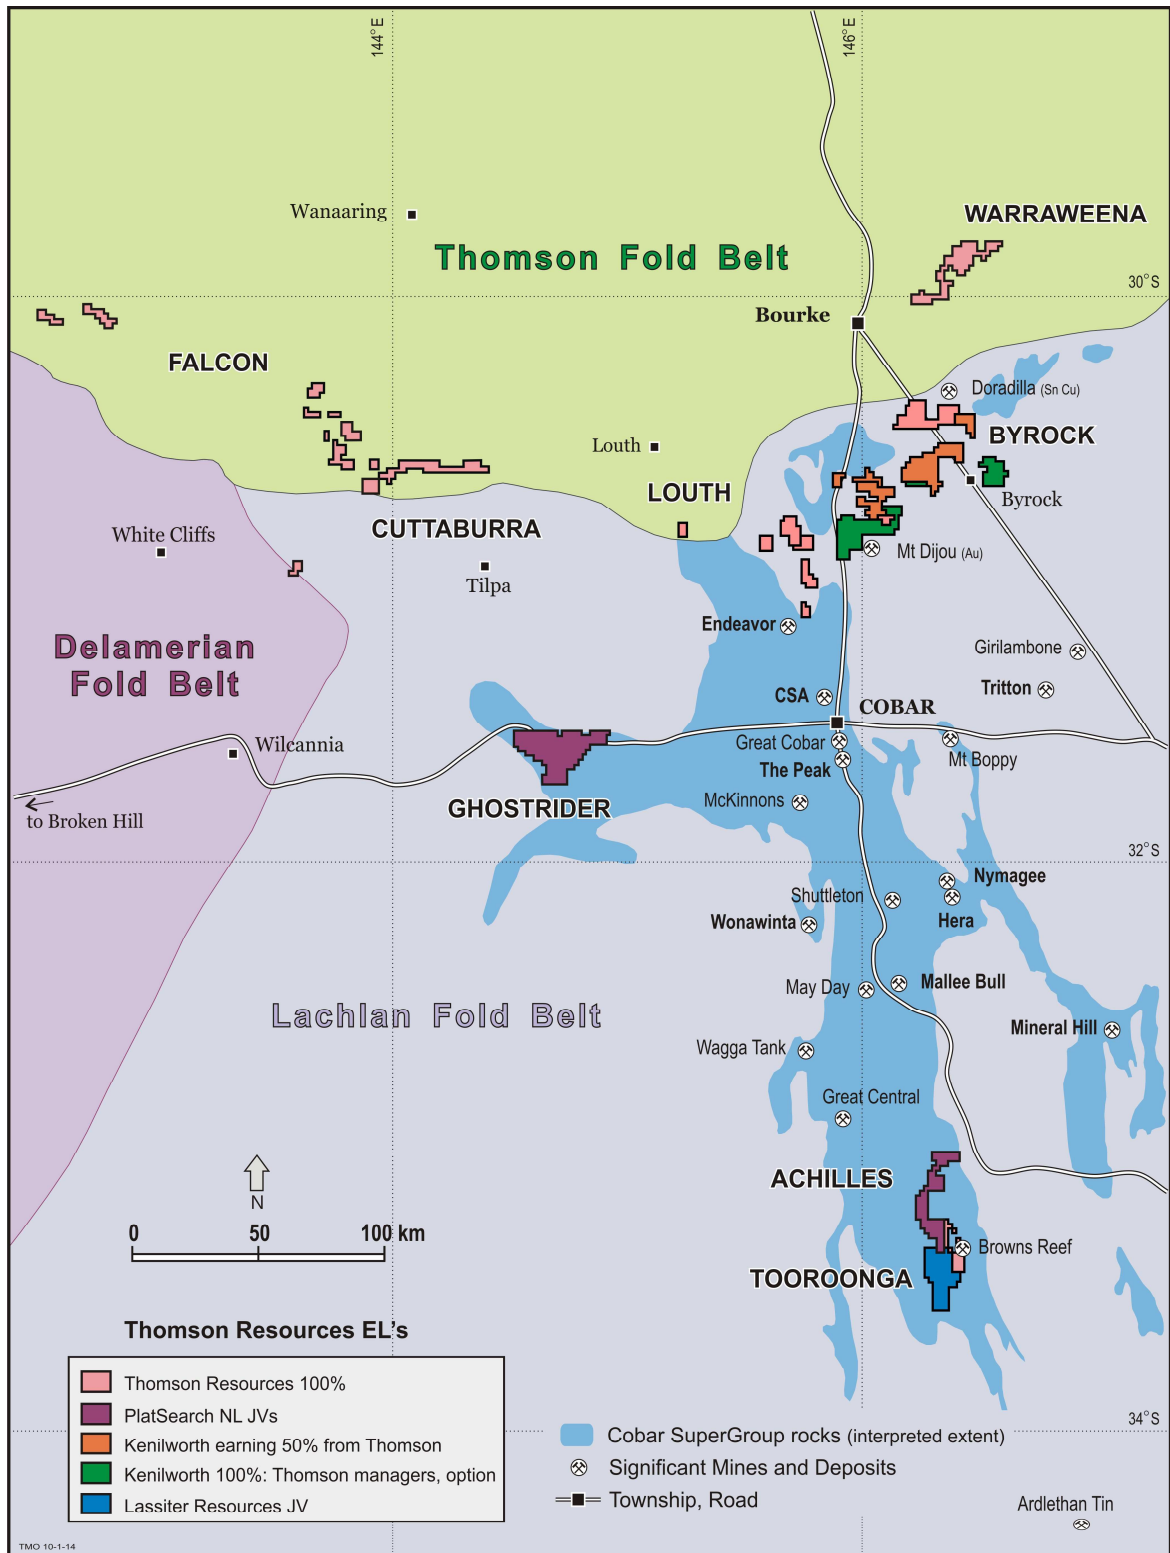 144°E
146°E
Wanaaring
WARRAWEENA
Thomson Fold Belt
30°S
Bourke
FALCON
Doradilla (Sn Cu)
BYROCK
Louth
LOUTH
Byrock
CUTTABURRA
White Cliffs
Mt Dijou (Au)
Tilpa
Endeavor
Delamerian
Fold Belt
Girilambone
Tritton
CSA
COBAR
Wilcannia
Great Cobar
Mt Boppy
The Peak
GHOSTRIDER
McKinnons
to Broken Hill
32°S
Nymagee
Shuttleton
Wonawinta
Hera
May Day
Mallee Bull
Lachlan Fold Belt
Mineral Hill
Wagga Tank
Great Central
ACHILLES
N
0 50 100 km
Browns Reef
TOOROONGA
Thomson Resources EL's
Thomson Resources 100%
PlatSearch NL JVs
Kenilworth earning 50% from Thomson
Kenilworth 100%: Thomson managers, option
Lassiter Resources JV
34°S
Cobar SuperGroup rocks (interpreted extent)
Significant Mines and Deposits
Township, Road
Ardlethan Tin
TMO 10-1-14